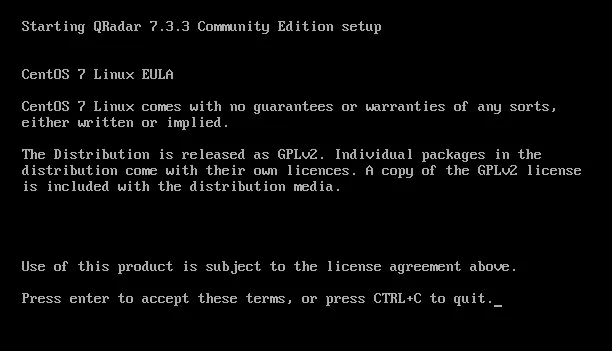 Starting QRadar 7.3.3 Community Edition setup
CentOS 7 Linux EULA
CentOS 7 Linux comes with no guarantees or warranties of any sorts,
either written or implied.
The Distribution is released as GPLv2. Individual packages in the
distribution come with their own licences. A copy of the GPLv2 license
is included with the distribution media.
Use of this product is subject to the license agreement above.
Press enter to accept these terms, or press CTRL+C to quit._